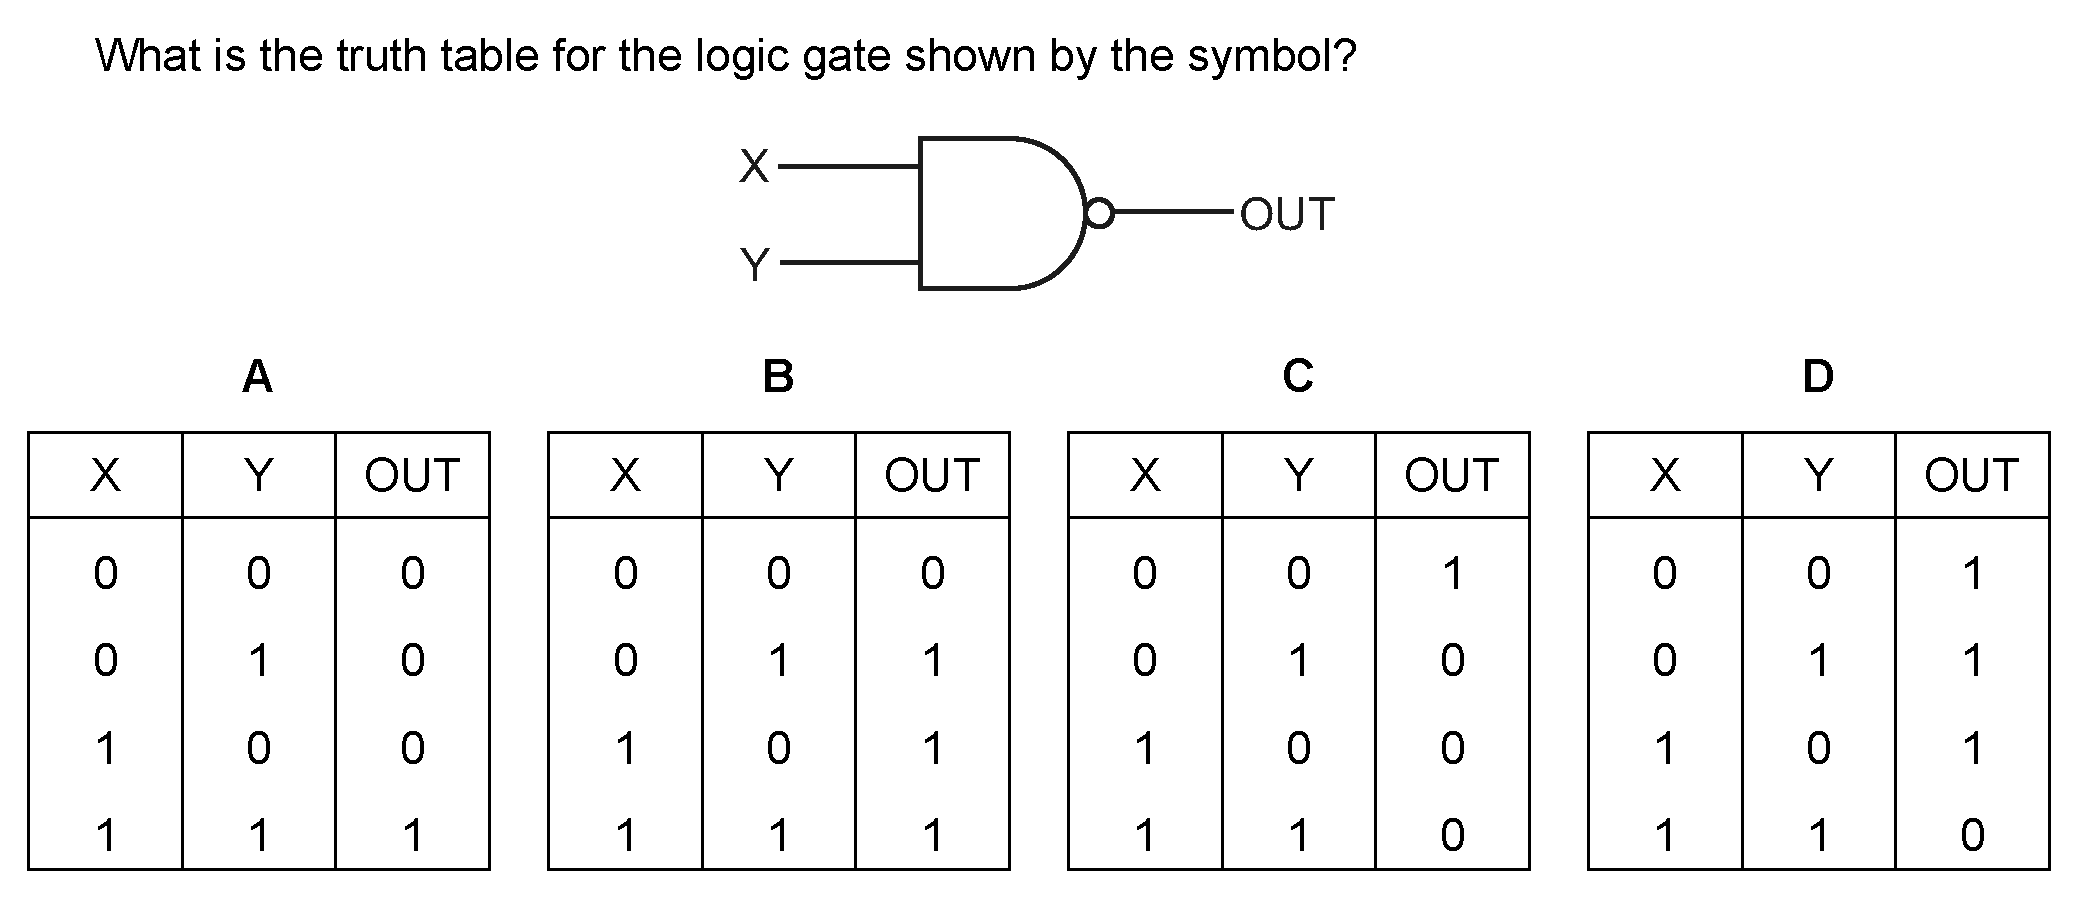 What is the truth table for the logic gate shown by the symbol?
X
OUT
Y
A B C D
X Y OUT X Y OUT X Y OUT X Y OUT
0 0 0 0 0 0 0 0 1 0 0 1
0 1 0 0 1 1 0 1 0 0 1 1
1 0 0 1 0 1 1 0 0 1 0 1
1 1 1 1 1 1 1 1 0 1 1 0